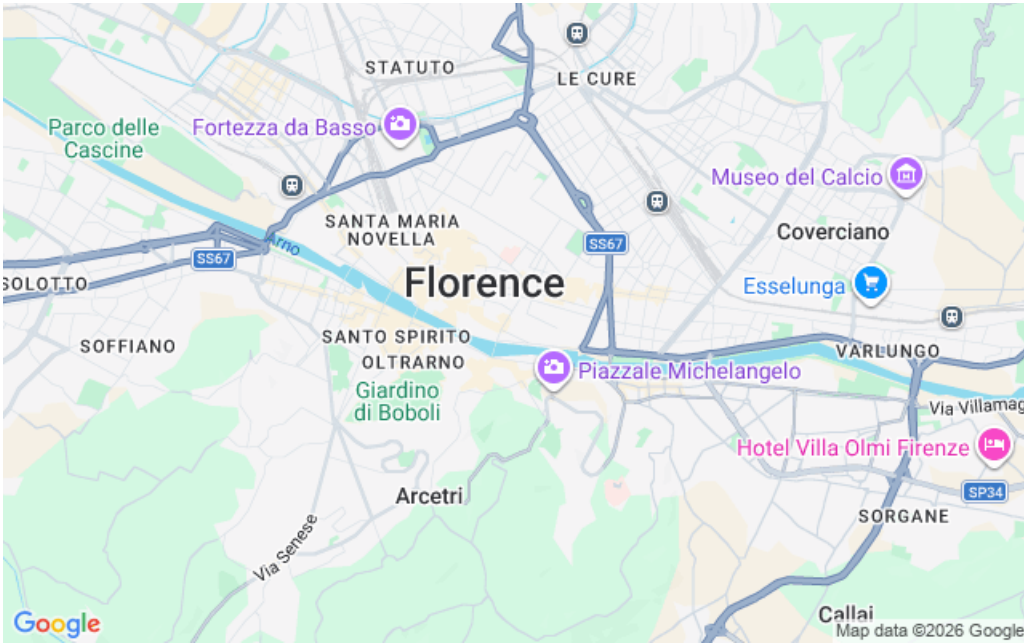 STATUTO
LE CURE
Parco delle
Cascine
Fortezza da Basso
Museo del Calcio
SANTA MARIA
NOVELLA
Coverciano
Arno
SS67
SS67
SOLOTTO
Florence
Esselunga
SOFFIANO
SANTO SPIRITO
OLTRARNO
VARLUNGO
Piazzale Michelangelo
Giardino
di Boboli
Via Villamag
Hotel Villa Olmi Firenze
Arcetri
SP34
SORGANE
Via Senese
Callai
Google
Map data ©2026 Google